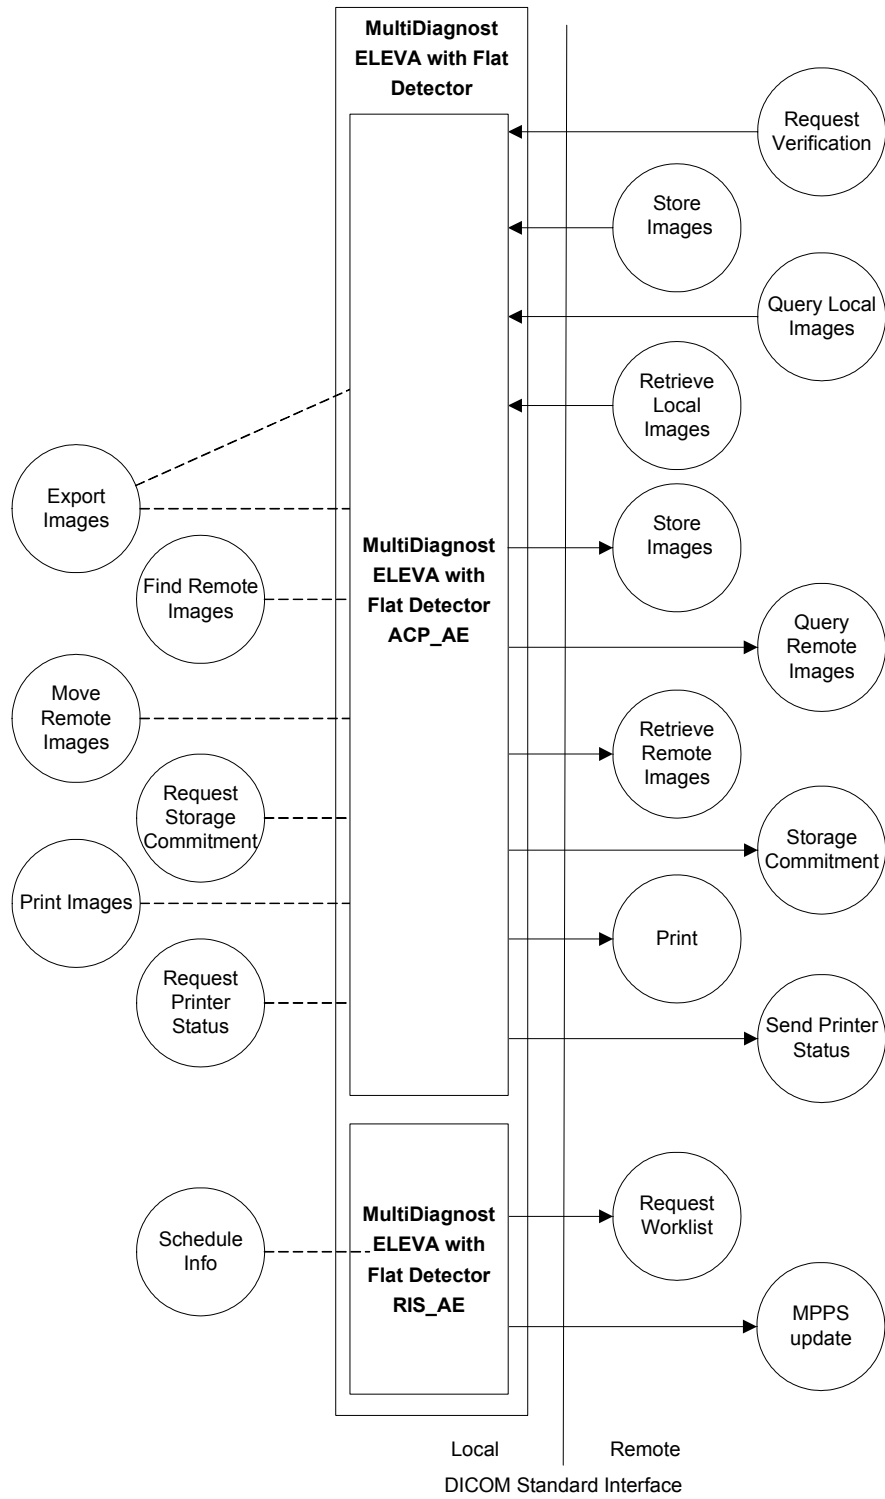 MultiDiagnost
ELEVA with Flat
Detector
Request
Verification
Store
Images
Query Local
Images
Retrieve
Local
Images
Export
Images
Store
Images
MultiDiagnost
ELEVA with
Flat Detector
ACP_AE
Find Remote
Images
Query
Remote
Images
Move
Remote
Images
Retrieve
Remote
Images
Request
Storage
Commitment
Storage
Commitment
Print Images
Print
Request
Printer
Status
Send Printer
Status
MultiDiagnost
ELEVA with
Flat Detector
RIS_AE
Request
Worklist
Schedule
Info
MPPS
update
Local
Remote
DICOM Standard Interface